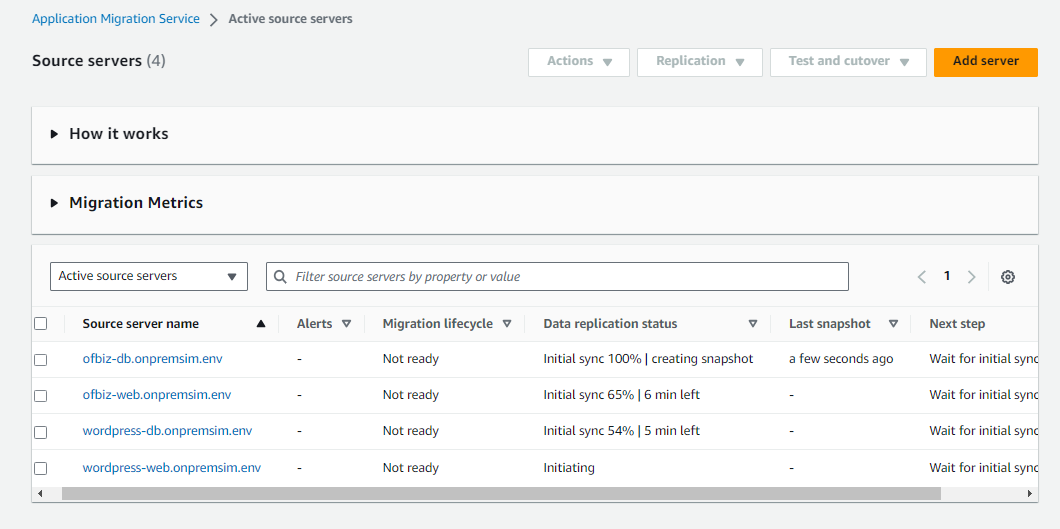 Application Migration Service > Active source servers
Source servers (4) Actions Replication Test and cutover Add server
How it works
Migration Metrics
Active source servers Filter source servers by property or value 1
Source server name Alerts Migration lifecycle Data replication status Last snapshot Next step
ofbiz-db.onpremsim.env - Not ready Initial sync 100% | creating snapshot a few seconds ago Wait for initial sync
ofbiz-web.onpremsim.env - Not ready Initial sync 65% | 6 min left - Wait for initial sync
wordpress-db.onpremsim.env - Not ready Initial sync 54% | 5 min left - Wait for initial sync
wordpress-web.onpremsim.env - Not ready Initiating - Wait for initial sync